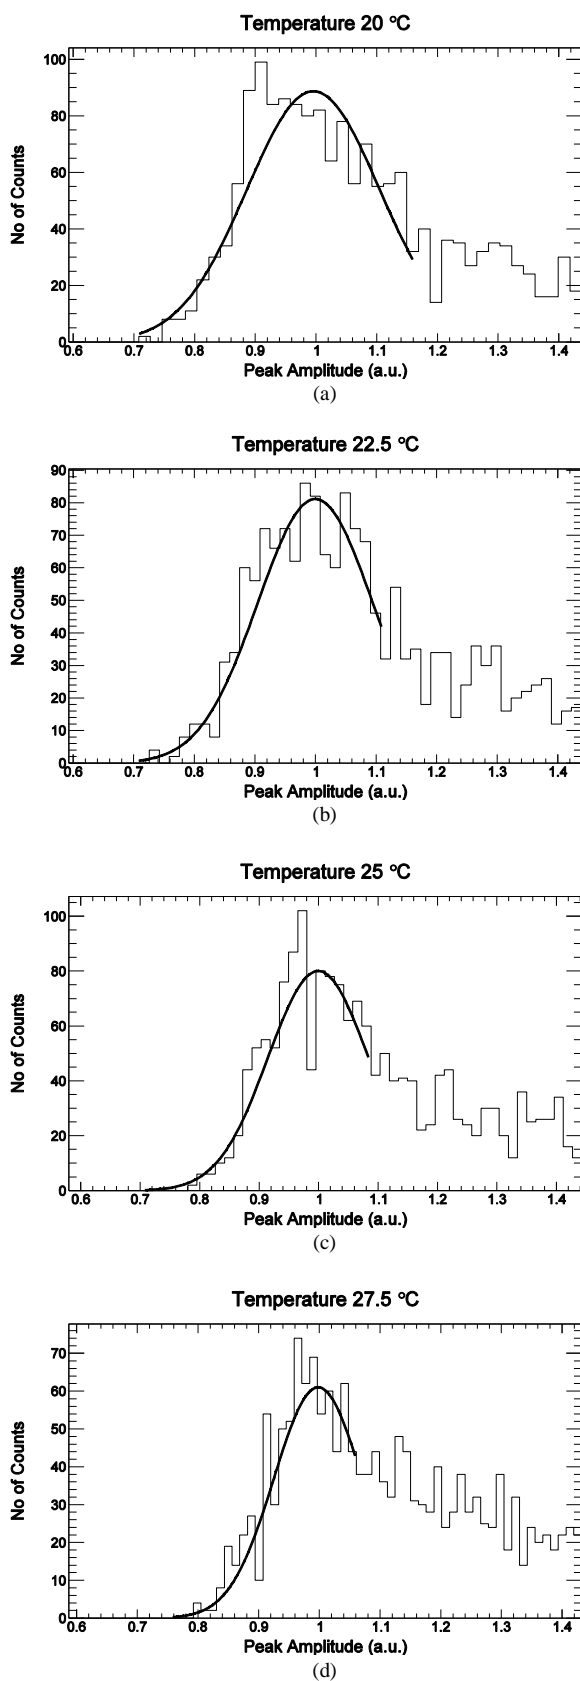 Temperature 20 °C
No of Counts
100
80
60
40
20
0
0.6 0.7 0.8 0.9 1 1.1 1.2 1.3 1.4
Peak Amplitude (a.u.)
(a)
Temperature 22.5 °C
No of Counts
90
80
70
60
50
40
30
20
10
0
0.6 0.7 0.8 0.9 1 1.1 1.2 1.3 1.4
Peak Amplitude (a.u.)
(b)
Temperature 25 °C
No of Counts
100
80
60
40
20
0
0.6 0.7 0.8 0.9 1 1.1 1.2 1.3 1.4
Peak Amplitude (a.u.)
(c)
Temperature 27.5 °C
No of Counts
70
60
50
40
30
20
10
0
0.6 0.7 0.8 0.9 1 1.1 1.2 1.3 1.4
Peak Amplitude (a.u.)
(d)